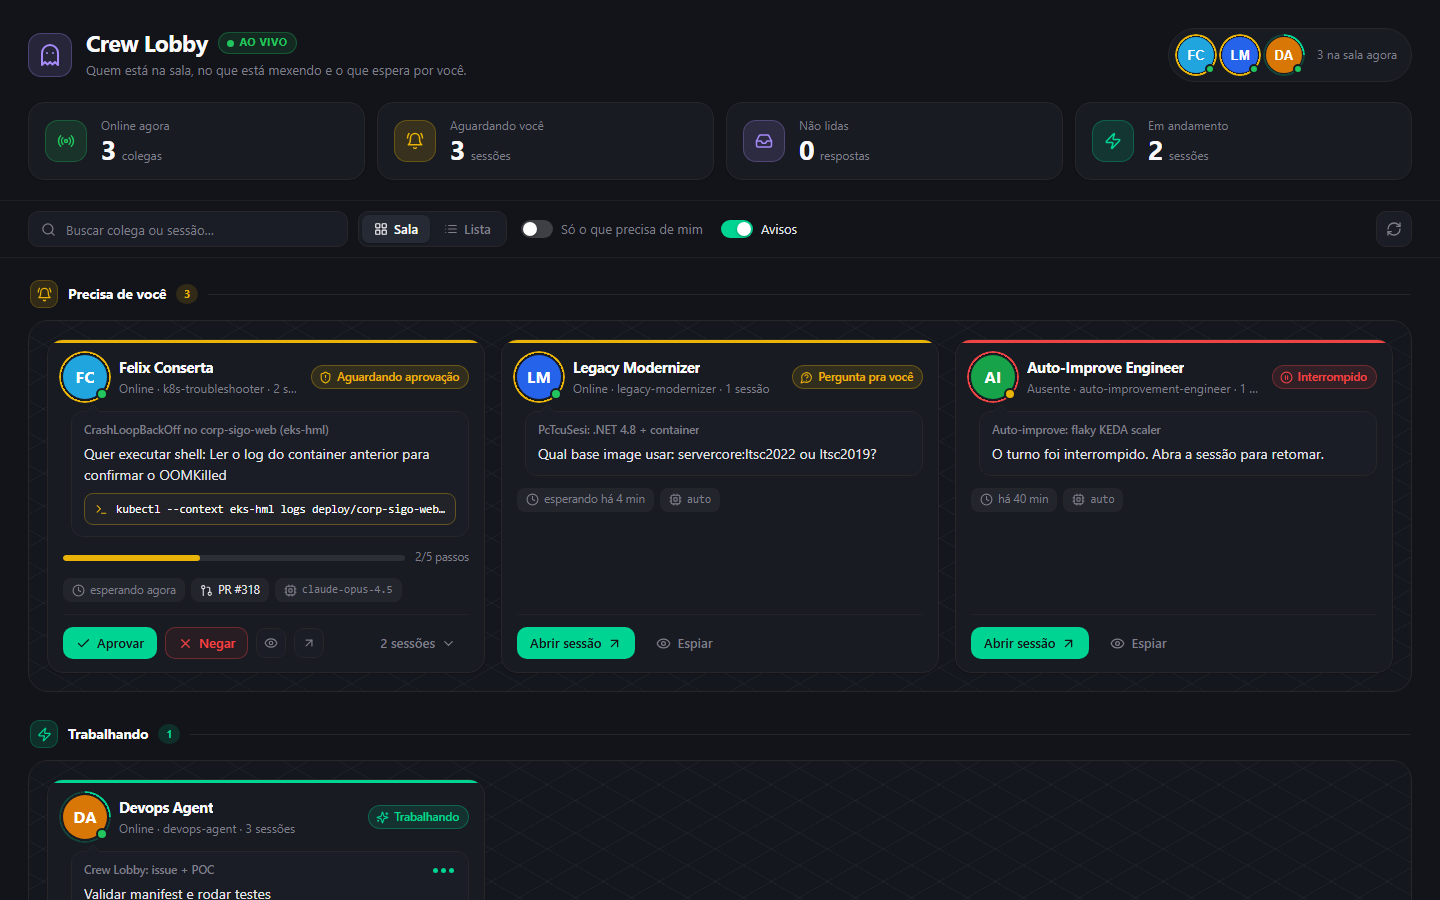 Crew Lobby
AO VIVO
Quem está na sala, no que está mexendo e o que espera por você.
FC
LM
DA
3 na sala agora
Online agora
3 colegas
Aguardando você
3 sessões
Não lidas
0 respostas
Em andamento
2 sessões
Buscar colega ou sessão...
Sala
Lista
Só o que precisa de mim
Avisos
Precisa de você 3
FC
Felix Conserta
Online · k8s-troubleshooter · 2 s...
Aguardando aprovação
CrashLoopBackOff no corp-sigo-web (eks-hml)
Quer executar shell: Ler o log do container anterior para
confirmar o OOMKilled
>_ kubectl --context eks-hml logs deploy/corp-sigo-web…
2/5 passos
esperando agora
PR #318
claude-opus-4.5
Aprovar
Negar
2 sessões
LM
Legacy Modernizer
Online · legacy-modernizer · 1 sessão
Pergunta pra você
PcTcuSesi: .NET 4.8 + container
Qual base image usar: servercore:ltsc2022 ou ltsc2019?
esperando há 4 min
auto
Abrir sessão
Espiar
AI
Auto-Improve Engineer
Ausente · auto-improvement-engineer · 1 ...
Interrompido
Auto-improve: flaky KEDA scaler
O turno foi interrompido. Abra a sessão para retomar.
há 40 min
auto
Abrir sessão
Espiar
Trabalhando 1
DA
Devops Agent
Online · devops-agent · 3 sessões
Trabalhando
Crew Lobby: issue + POC
Validar manifest e rodar testes